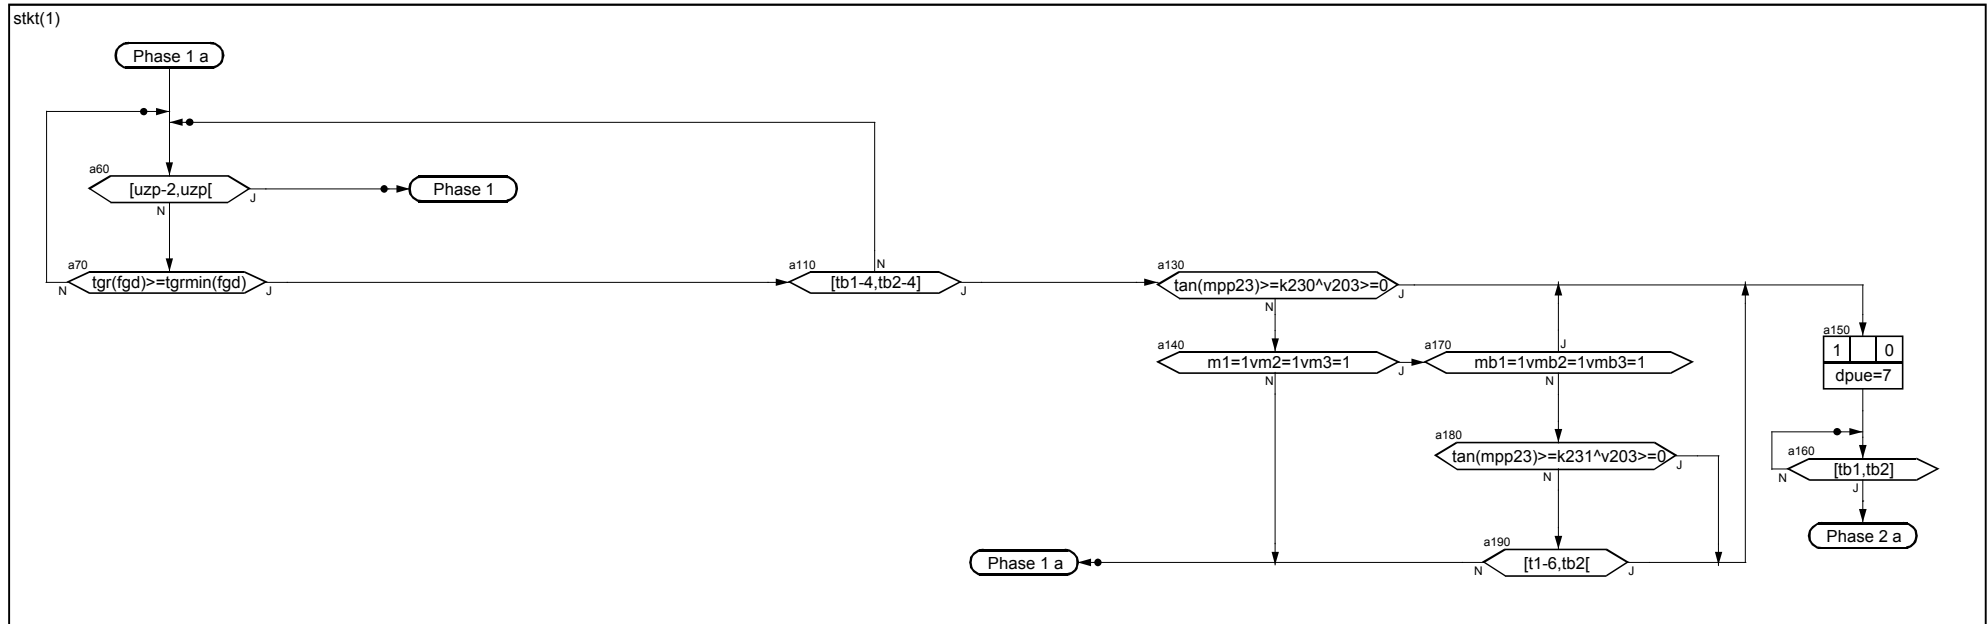 stkt(1)
Phase 1 a
a60
[uzp-2,uzp[
J
N
Phase 1
a70
tgr(fgd)>=tgrmin(fgd)
N
J
a110
N
[tb1-4,tb2-4]
J
a130
tan(mpp23)>=k230^v203>=0
J
N
a140
m1=1vm2=1vm3=1
J
N
a170
J
mb1=1vmb2=1vmb3=1
N
a150
1 0
dpue=7
a180
tan(mpp23)>=k231^v203>=0
J
N
a160
[tb1,tb2]
N
J
Phase 2 a
a190
[t1-6,tb2[
N
J
Phase 1 a